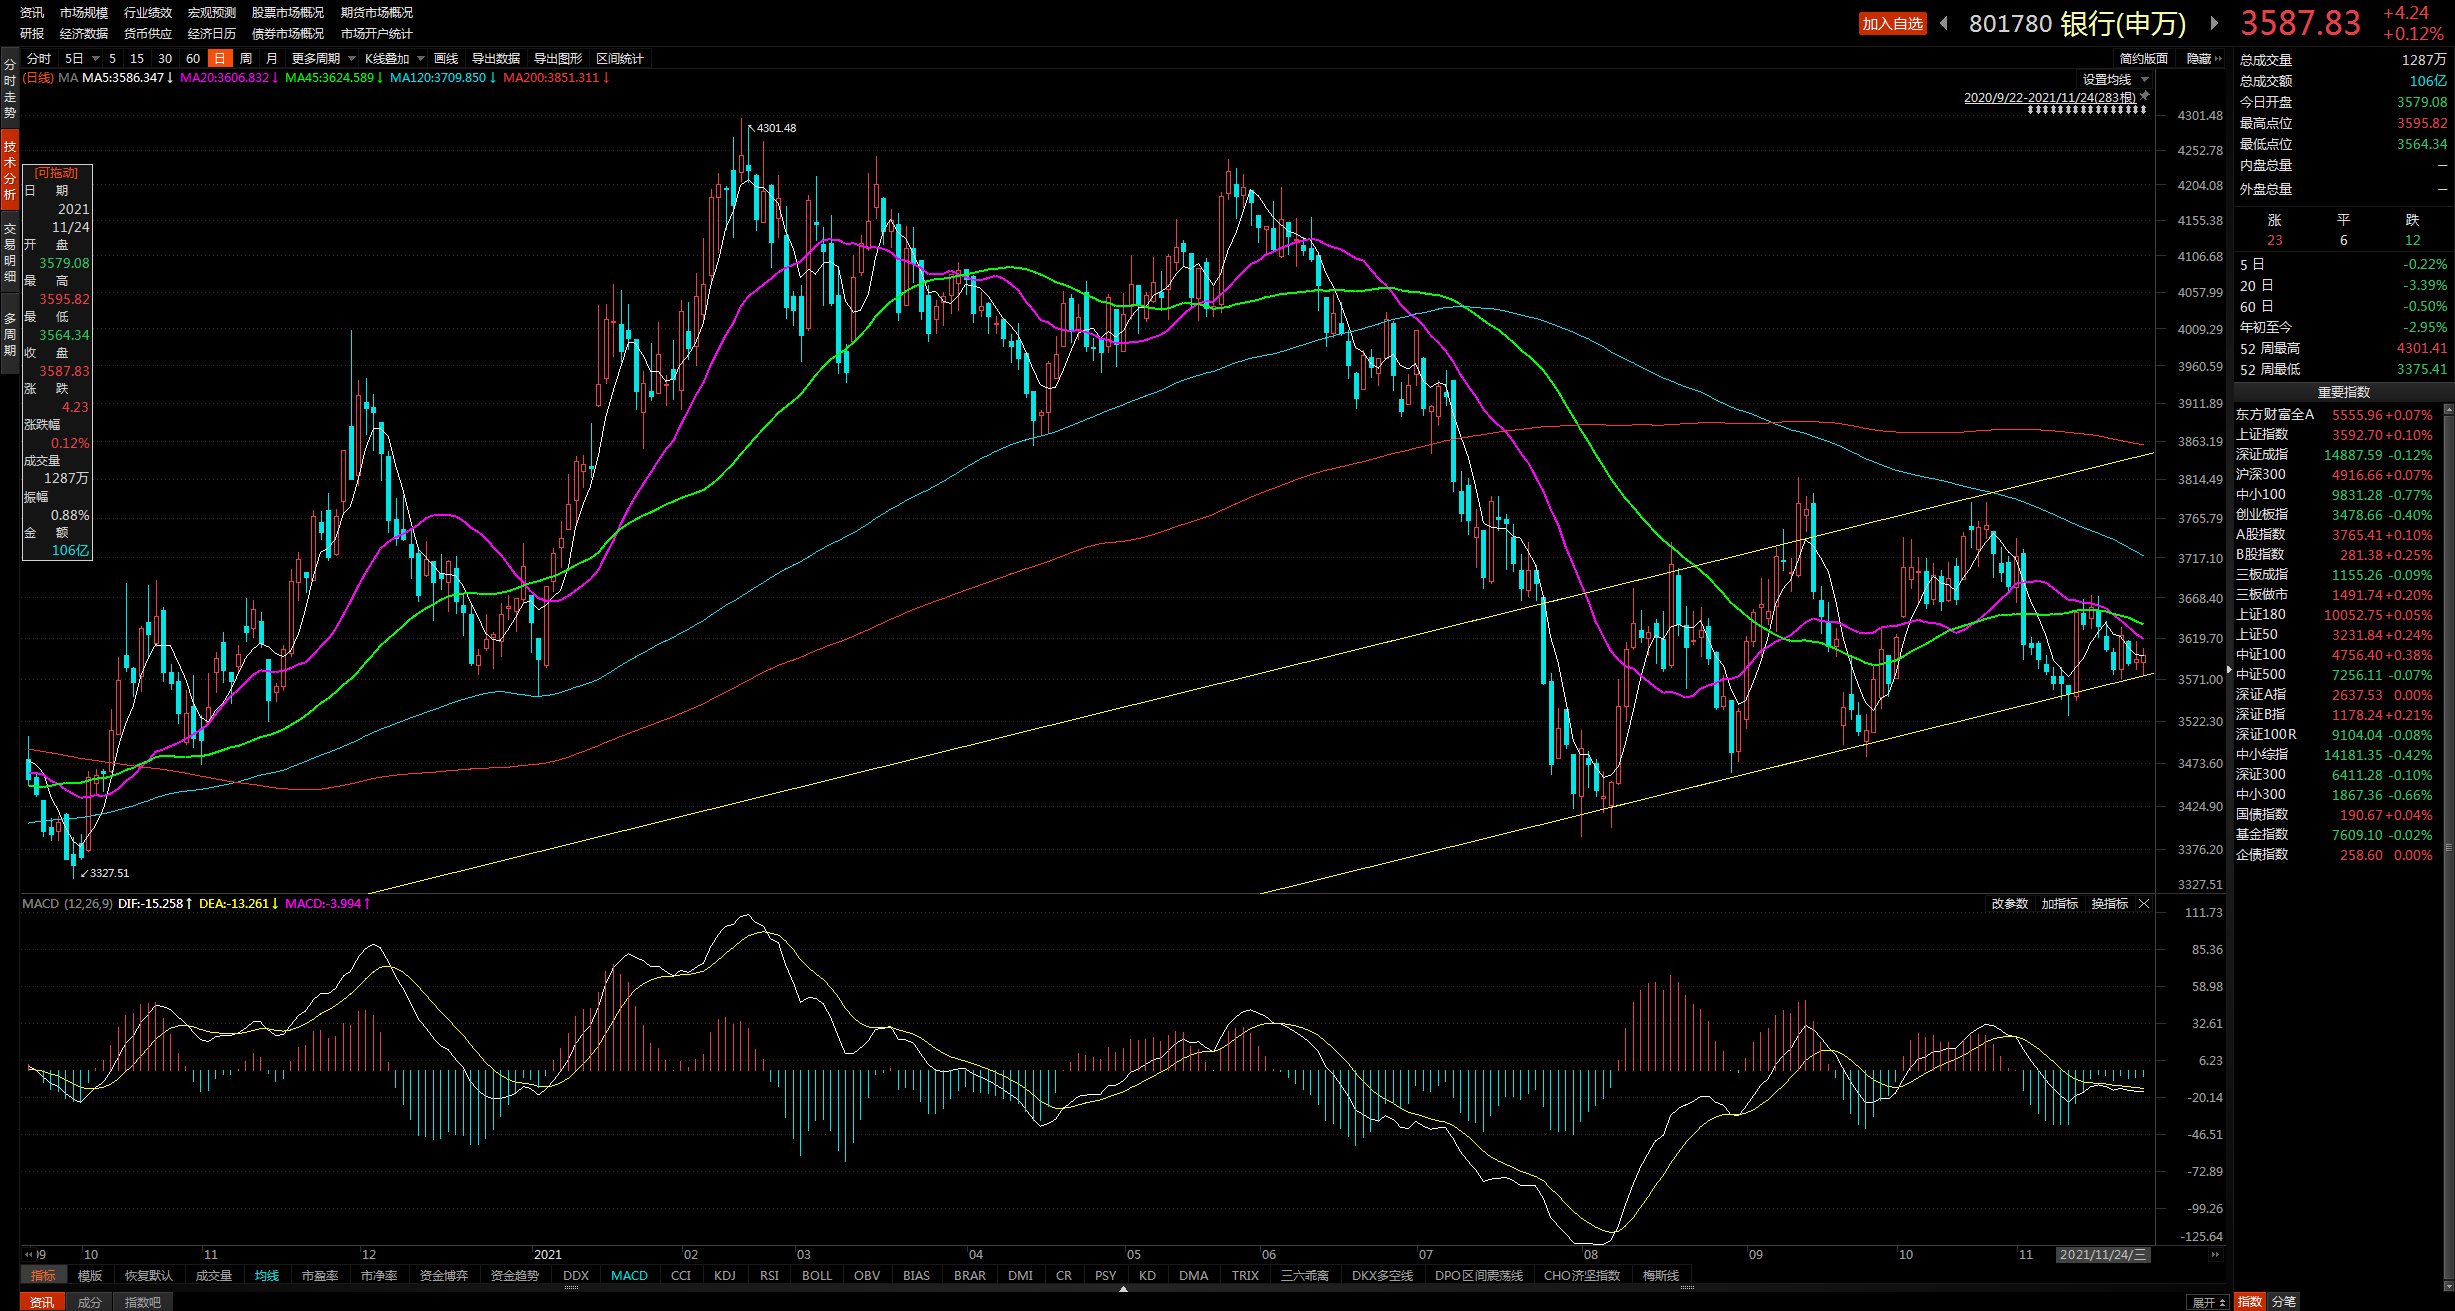 资讯 市场规模 行业绩效 宏观预测 股票市场概况 期货市场概况
研报 经济数据 货币供应 经济日历 债券市场概况 市场开户统计
加入自选 801780 银行(申万) 3587.83 +4.24 +0.12%
分时 5日 5 15 30 60 日 周 月 更多周期 K线叠加 画线 导出数据 导出图形 区间统计 简约版面 隐藏
(日线) MA MA5:3586.347↓ MA20:3606.832↓ MA45:3624.589↓ MA120:3709.850↓ MA200:3851.311↓
设置均线
2020/9/22-2021/11/24(283根)
分时走势
技术分析
交易明细
多周期
[可拖动]
日 期
2021
11/24
开 盘
3579.08
最 高
3595.82
最 低
3564.34
收 盘
3587.83
涨 跌
4.23
涨跌幅
0.12%
成交量
1287万
振幅
0.88%
金 额
106亿
4301.48
3327.51
4301.48
4252.78
4204.08
4155.38
4106.68
4057.99
4009.29
3960.59
3911.89
3863.19
3814.49
3765.79
3717.10
3668.40
3619.70
3571.00
3522.30
3473.60
3424.90
3376.20
3327.51
MACD (12,26,9) DIF:-15.258↑ DEA:-13.261↓ MACD:-3.994↑
改参数 加指标 换指标
111.73
85.36
58.98
32.61
6.23
-20.14
-46.51
-72.89
-99.26
-125.64
09 10 11 12 2021 02 03 04 05 06 07 08 09 10 11 2021/11/24/三
指标 模版 恢复默认 成交量 均线 市盈率 市净率 资金博弈 资金趋势 DDX MACD CCI KDJ RSI BOLL OBV BIAS BRAR DMI CR PSY KD DMA TRIX 三六乖离 DKX多空线 DPO区间震荡线 CHO济坚指数 梅斯线
资讯 成分 指数吧 展开
总成交量 1287万
总成交额 106亿
今日开盘 3579.08
最高点位 3595.82
最低点位 3564.34
内盘总量 —
外盘总量 —
涨 平 跌
23 6 12
5 日 -0.22%
20 日 -3.39%
60 日 -0.50%
年初至今 -2.95%
52 周最高 4301.41
52 周最低 3375.41
重要指数
东方财富全A 5555.96 +0.07%
上证指数 3592.70 +0.10%
深证成指 14887.59 -0.12%
沪深300 4916.66 +0.07%
中小100 9831.28 -0.77%
创业板指 3478.66 -0.40%
A股指数 3765.41 +0.10%
B股指数 281.38 +0.25%
三板成指 1155.26 -0.09%
三板做市 1491.74 +0.20%
上证180 10052.75 +0.05%
上证50 3231.84 +0.24%
中证100 4756.40 +0.38%
中证500 7256.11 -0.07%
深证A指 2637.53 0.00%
深证B指 1178.24 +0.21%
深证100R 9104.04 -0.08%
中小综指 14181.35 -0.42%
深证300 6411.28 -0.10%
中小300 1867.36 -0.66%
国债指数 190.67 +0.04%
基金指数 7609.10 -0.02%
企债指数 258.60 0.00%
指数 分笔